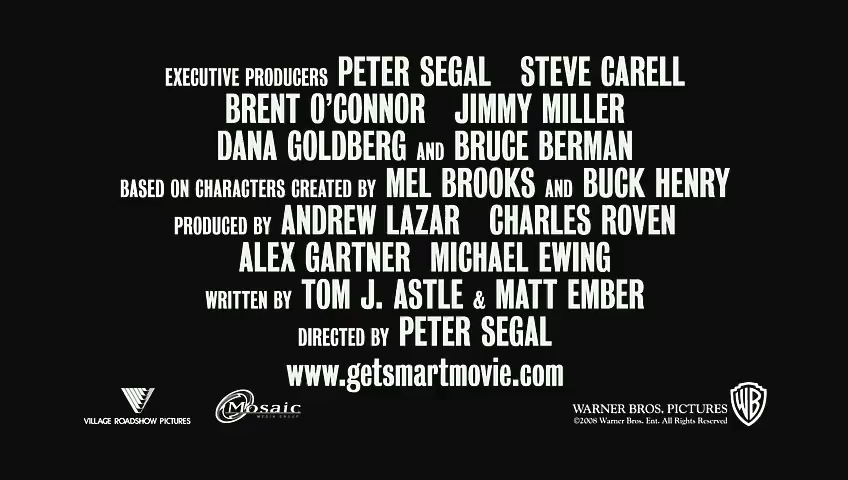 EXECUTIVE PRODUCERS PETER SEGAL STEVE CARELL
BRENT O'CONNOR JIMMY MILLER
DANA GOLDBERG AND BRUCE BERMAN
BASED ON CHARACTERS CREATED BY MEL BROOKS AND BUCK HENRY
PRODUCED BY ANDREW LAZAR CHARLES ROVEN
ALEX GARTNER MICHAEL EWING
WRITTEN BY TOM J. ASTLE & MATT EMBER
DIRECTED BY PETER SEGAL
www.getsmartmovie.com
VILLAGE ROADSHOW PICTURES
Mosaic
MEDIA GROUP
WARNER BROS. PICTURES
©2008 Warner Bros. Ent. All Rights Reserved
WB